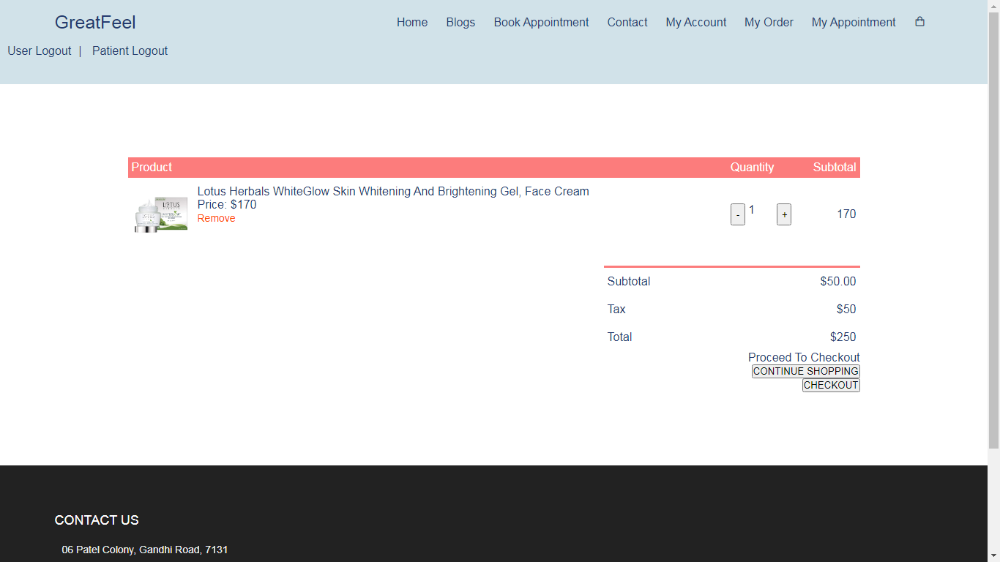 GreatFeel Home Blogs Book Appointment Contact My Account My Order My Appointment
User Logout | Patient Logout
Product Quantity Subtotal
Lotus Herbals WhiteGlow Skin Whitening And Brightening Gel, Face Cream
Price: $170
Remove
- 1 + 170
LOTUS
LOTUS
Subtotal $50.00
Tax $50
Total $250
Proceed To Checkout
CONTINUE SHOPPING
CHECKOUT
CONTACT US
06 Patel Colony, Gandhi Road, 7131